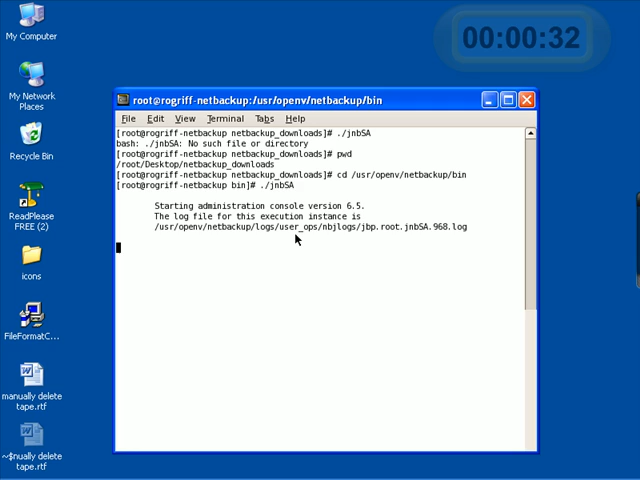 My Computer
00:00:32
My Network
Places
Recycle Bin
ReadPlease
FREE (2)
icons
FileFormatC...
manually delete
tape.rtf
~$nually delete
tape.rtf
root@rogriff-netbackup:/usr/openv/netbackup/bin
File Edit View Terminal Tabs Help
[root@rogriff-netbackup netbackup_downloads]# ./jnbSA
bash: ./jnbSA: No such file or directory
[root@rogriff-netbackup netbackup_downloads]# pwd
/root/Desktop/netbackup_downloads
[root@rogriff-netbackup netbackup_downloads]# cd /usr/openv/netbackup/bin
[root@rogriff-netbackup bin]# ./jnbSA
Starting administration console version 6.5.
The log file for this execution instance is
/usr/openv/netbackup/logs/user_ops/nbjlogs/jbp.root.jnbSA.968.log